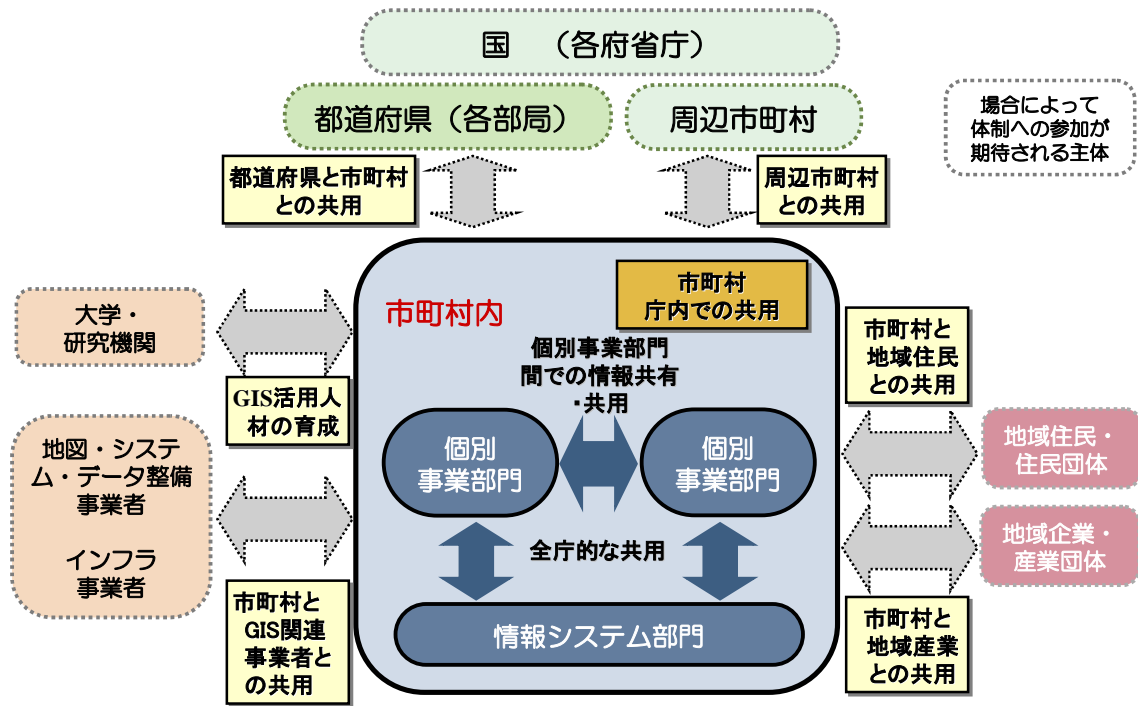 国　（各府省庁）
都道府県（各部局）
周辺市町村
場合によって
体制への参加が
期待される主体
都道府県と市町村
との共用
周辺市町村
との共用
市町村内
市町村
庁内での共用
大学・
研究機関
GIS活用人
材の育成
個別事業部門
間での情報共有
・共用
市町村と
地域住民
との共用
個別
事業部門
個別
事業部門
地図・システ
ム・データ整備
事業者
インフラ
事業者
地域住民・
住民団体
地域企業・
産業団体
全庁的な共用
市町村と
GIS関連
事業者と
の共用
情報システム部門
市町村と
地域産業
との共用